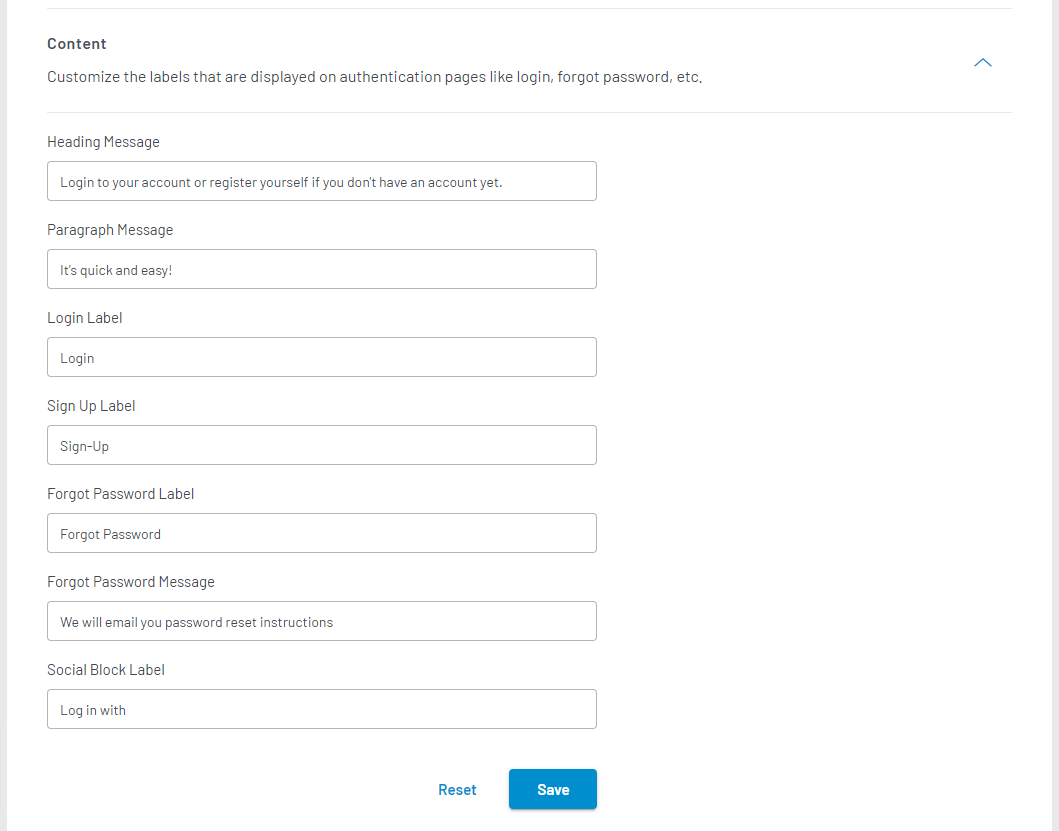 Content
Customize the labels that are displayed on authentication pages like login, forgot password, etc.
Heading Message
Login to your account or register yourself if you don't have an account yet.
Paragraph Message
It's quick and easy!
Login Label
Login
Sign Up Label
Sign-Up
Forgot Password Label
Forgot Password
Forgot Password Message
We will email you password reset instructions
Social Block Label
Log in with
Reset Save